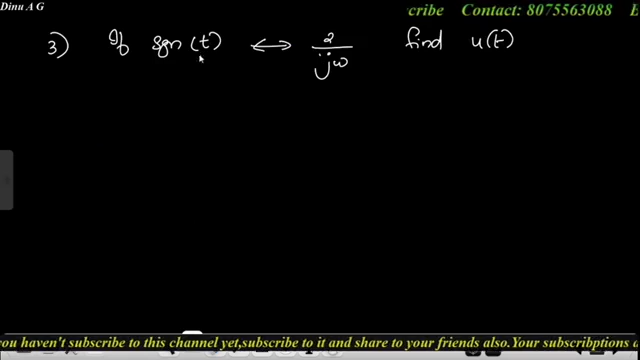 Dinu A G
cribe Contact: 8075563088 E
3) If sgn(t) ↔ 2/jω find u(t)
you haven't subscribe to this channel yet,subscribe to it and share to your friends also.Your subscribptions a